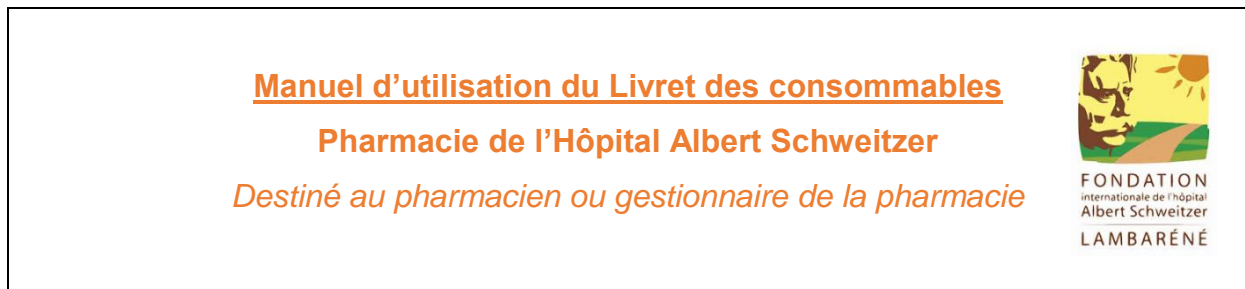 Manuel d’utilisation du Livret des consommables
Pharmacie de l’Hôpital Albert Schweitzer
Destiné au pharmacien ou gestionnaire de la pharmacie
FONDATION
internationale de l'hôpital
Albert Schweitzer
LAMBARÉNÉ